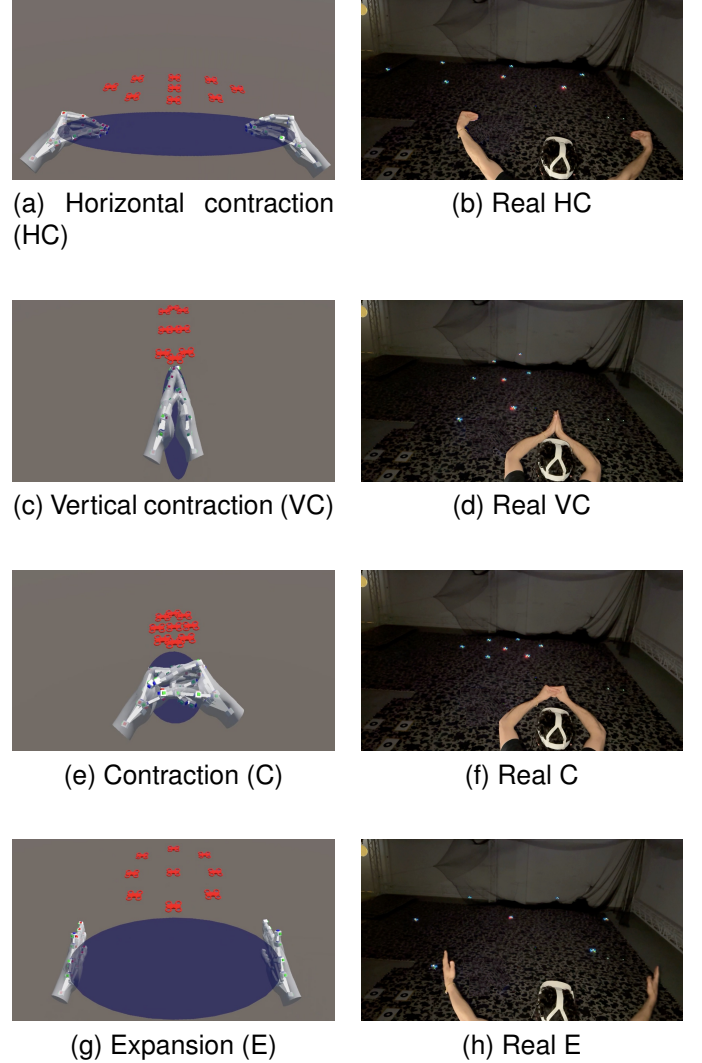 (a) Horizontal contraction
(HC)
(b) Real HC
(c) Vertical contraction (VC)
(d) Real VC
(e) Contraction (C)
(f) Real C
(g) Expansion (E)
(h) Real E